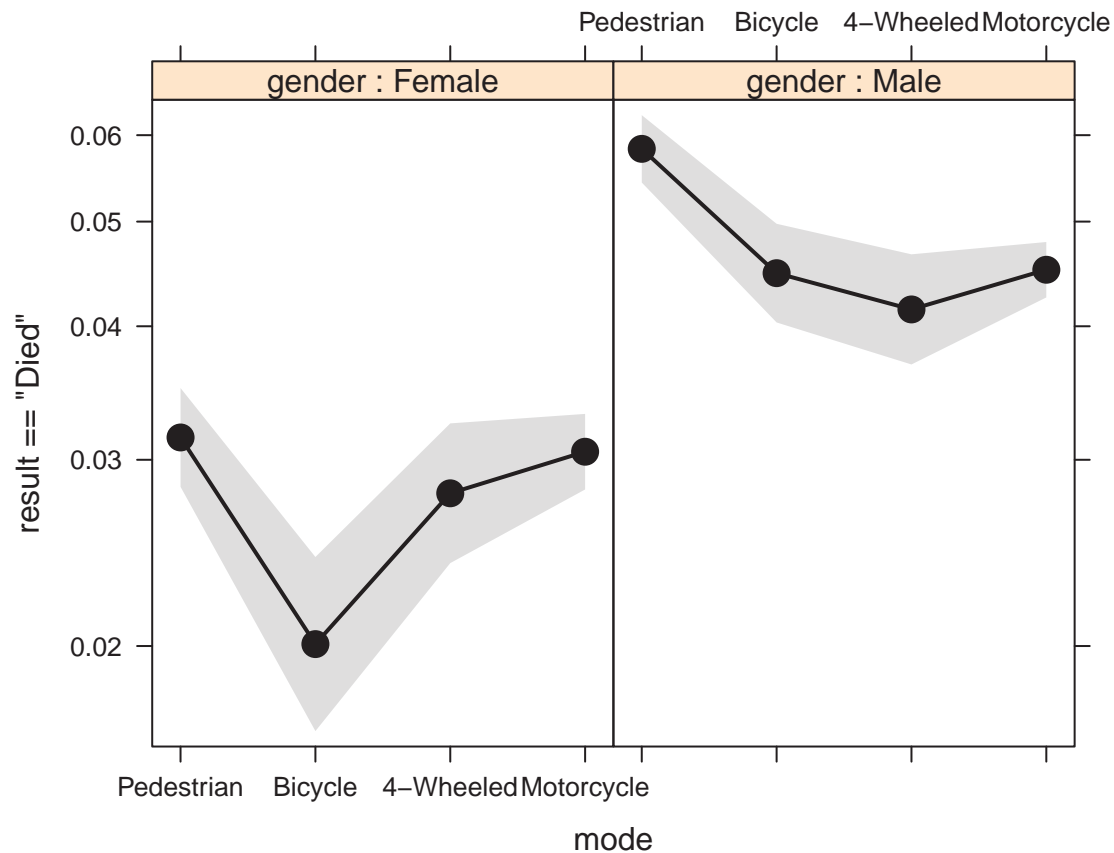 Pedestrian Bicycle 4−Wheeled Motorcycle
gender : Female gender : Male
0.06
0.05
0.04
0.03
0.02
result == "Died"
Pedestrian Bicycle 4−Wheeled Motorcycle
mode